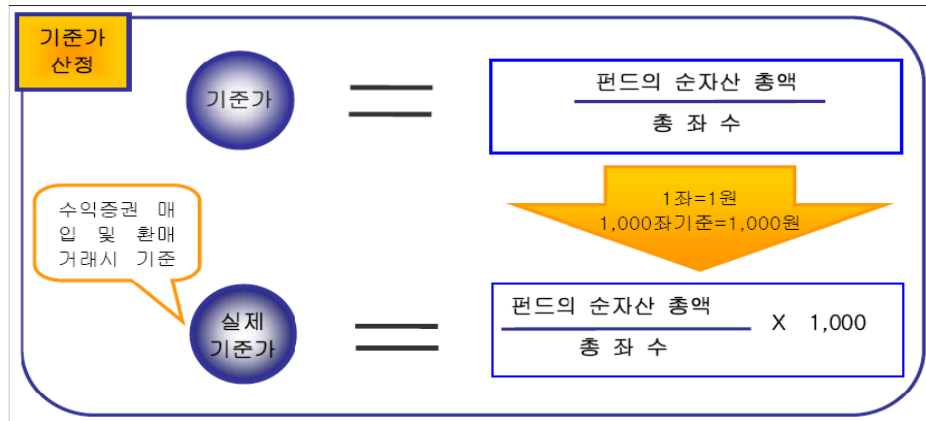 기준가
산정
기준가
펀드의 순자산 총액
총 좌 수
1좌=1원
1,000좌기준=1,000원
수익증권 매
입 및 환매
거래시 기준
실제
기준가
펀드의 순자산 총액
총 좌 수
X 1,000